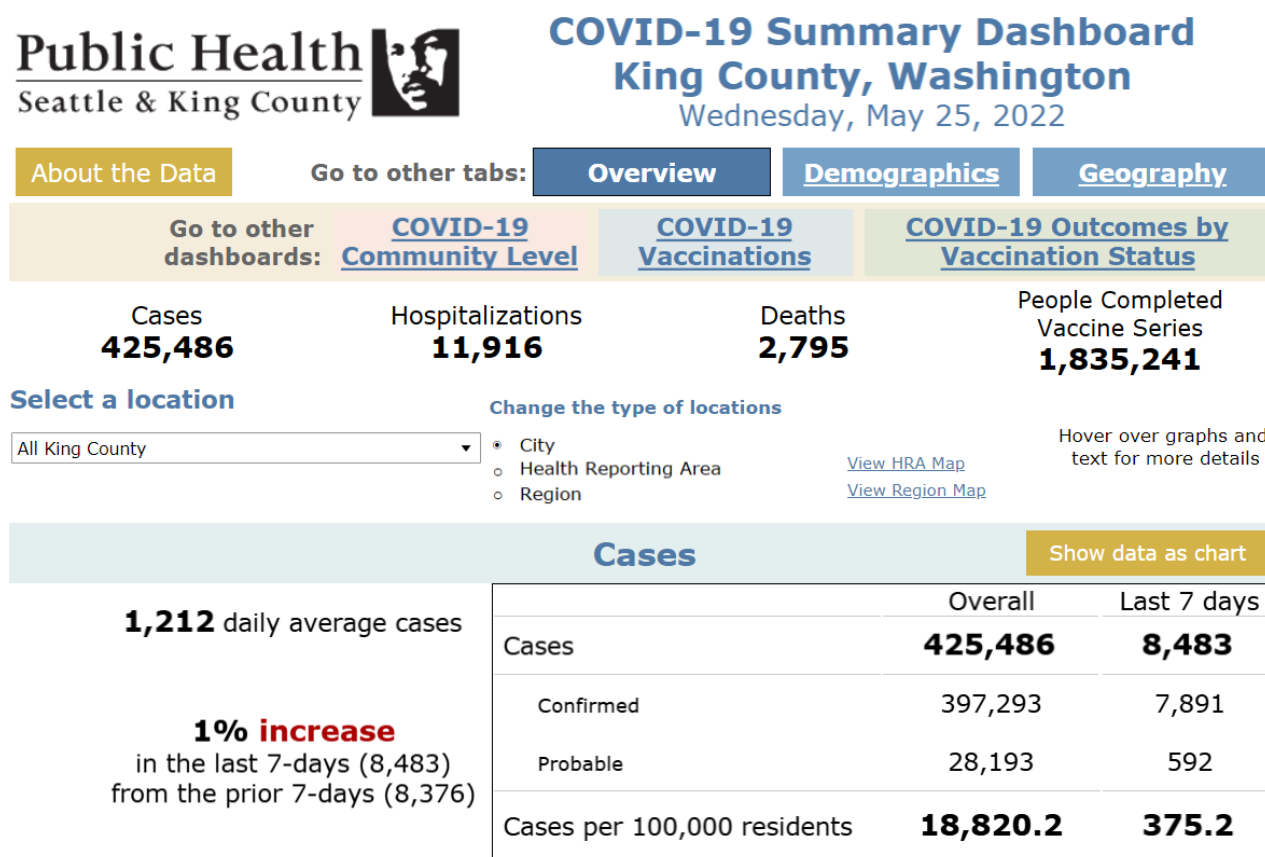 Public Health
Seattle & King County
COVID-19 Summary Dashboard
King County, Washington
Wednesday, May 25, 2022
About the Data
Go to other tabs:
Overview
Demographics
Geography
Go to other
dashboards:
COVID-19
Community Level
COVID-19
Vaccinations
COVID-19 Outcomes by
Vaccination Status
Cases
425,486
Hospitalizations
11,916
Deaths
2,795
People Completed
Vaccine Series
1,835,241
Select a location
All King County
Change the type of locations
City
Health Reporting Area
Region
View HRA Map
View Region Map
Hover over graphs and
text for more details
Cases
Show data as chart
1,212 daily average cases
1% increase
in the last 7-days (8,483)
from the prior 7-days (8,376)
Overall Last 7 days
Cases 425,486 8,483
Confirmed 397,293 7,891
Probable 28,193 592
Cases per 100,000 residents 18,820.2 375.2